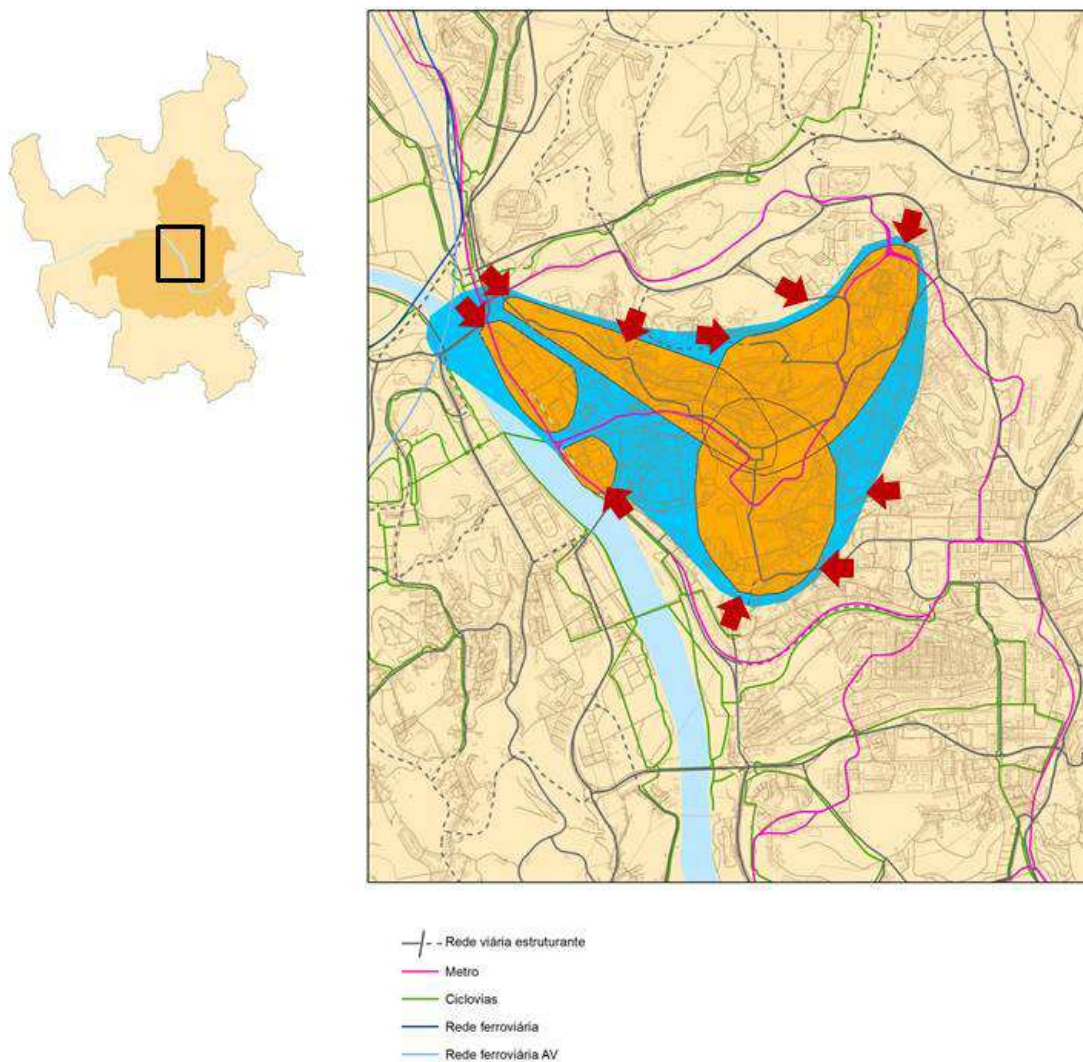 Rede viária estruturante
Metro
Ciclovias
Rede ferroviária
Rede ferroviária AV